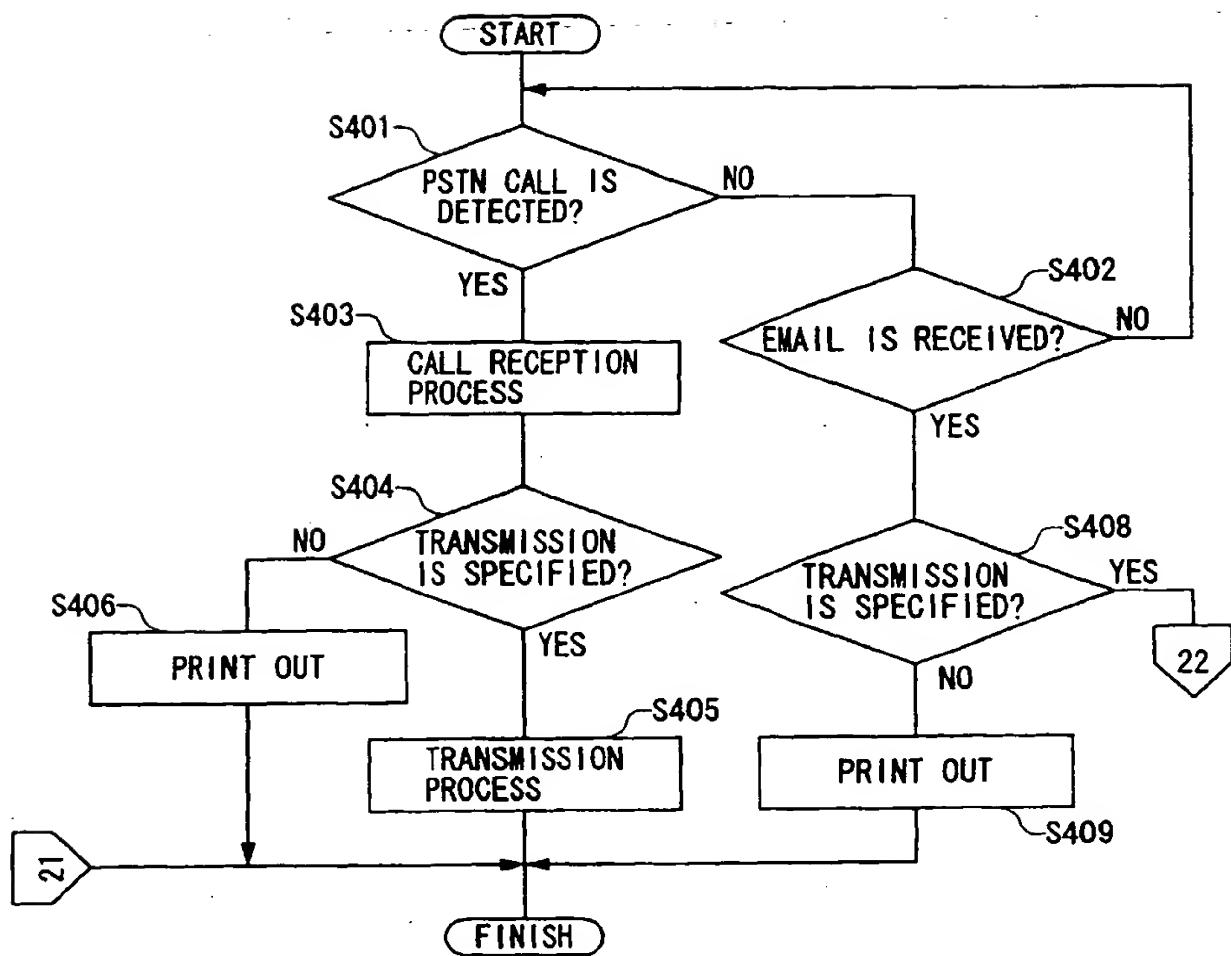 START
S401
PSTN CALL IS
DETECTED?
NO
YES
S402
EMAIL IS RECEIVED?
NO
YES
S403
CALL RECEPTION
PROCESS
S404
TRANSMISSION
IS SPECIFIED?
NO
YES
S408
TRANSMISSION
IS SPECIFIED?
YES
NO
22
S406
PRINT OUT
S405
TRANSMISSION
PROCESS
PRINT OUT
S409
21
FINISH